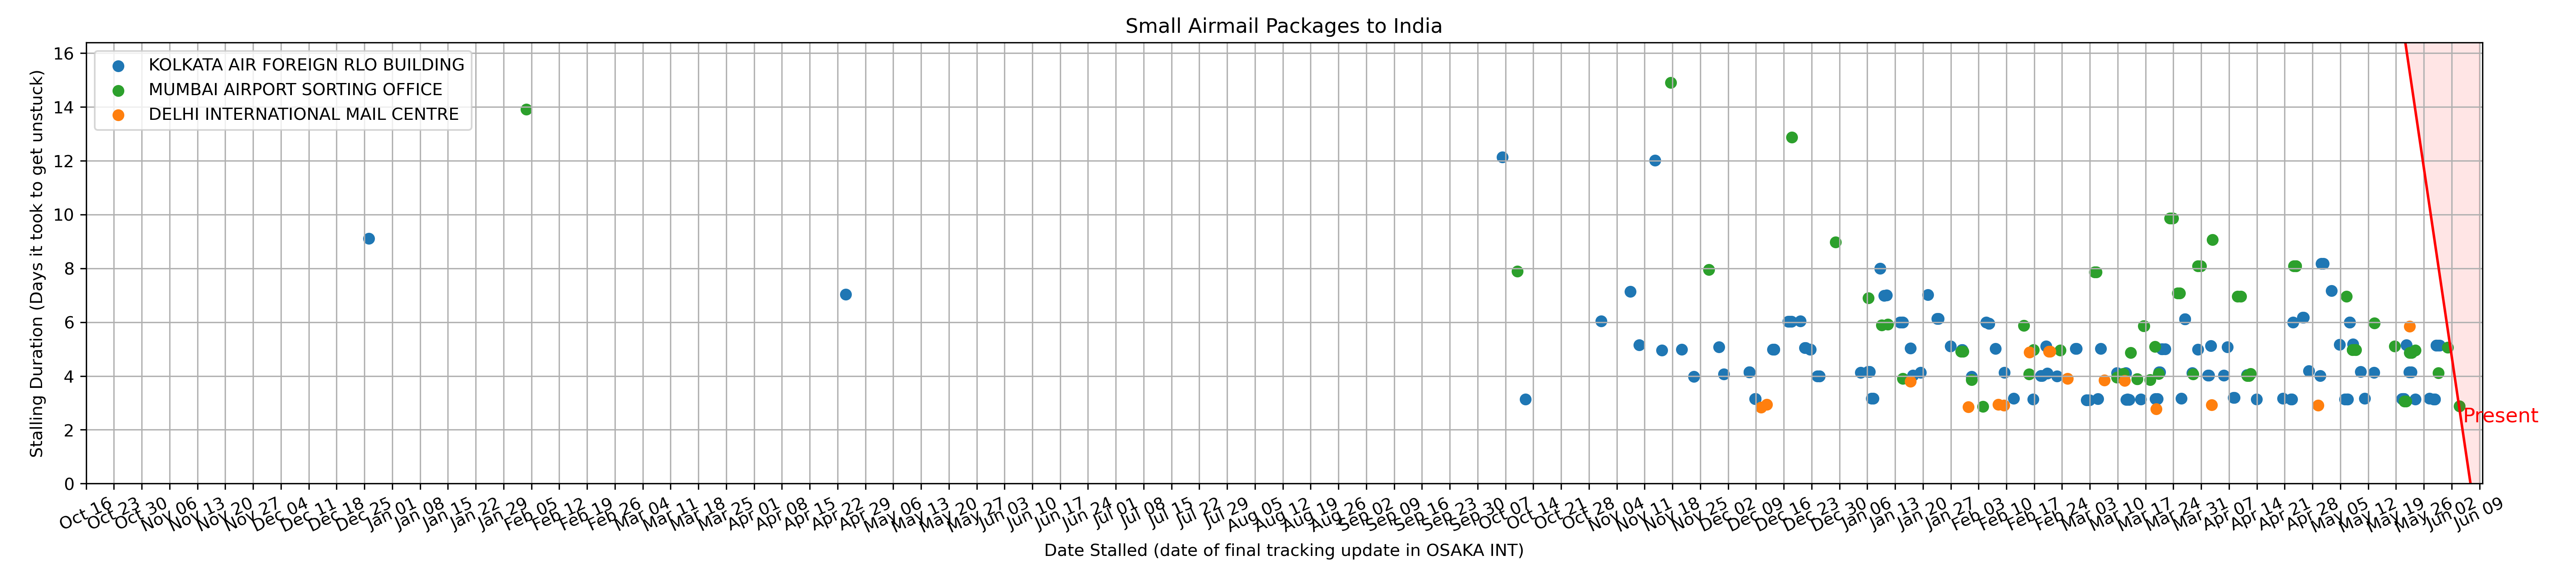 Small Airmail Packages to India
Stalling Duration (Days it took to get unstuck)
16
14
12
10
8
6
4
2
0
KOLKATA AIR FOREIGN RLO BUILDING
MUMBAI AIRPORT SORTING OFFICE
DELHI INTERNATIONAL MAIL CENTRE
Present
Oct 16
Oct 23
Oct 30
Nov 06
Nov 13
Nov 20
Nov 27
Dec 04
Dec 11
Dec 18
Dec 25
Jan 01
Jan 08
Jan 15
Jan 22
Jan 29
Feb 05
Feb 12
Feb 19
Feb 26
Mar 04
Mar 11
Mar 18
Mar 25
Apr 01
Apr 08
Apr 15
Apr 22
Apr 29
May 06
May 13
May 20
May 27
Jun 03
Jun 10
Jun 17
Jun 24
Jul 01
Jul 08
Jul 15
Jul 22
Jul 29
Aug 05
Aug 12
Aug 19
Aug 26
Sep 02
Sep 09
Sep 16
Sep 23
Sep 30
Oct 07
Oct 14
Oct 21
Oct 28
Nov 04
Nov 11
Nov 18
Nov 25
Dec 02
Dec 09
Dec 16
Dec 23
Dec 30
Jan 06
Jan 13
Jan 20
Jan 27
Feb 03
Feb 10
Feb 17
Feb 24
Mar 03
Mar 10
Mar 17
Mar 24
Mar 31
Apr 07
Apr 14
Apr 21
Apr 28
May 05
May 12
May 19
May 26
Jun 02
Jun 09
Date Stalled (date of final tracking update in OSAKA INT)